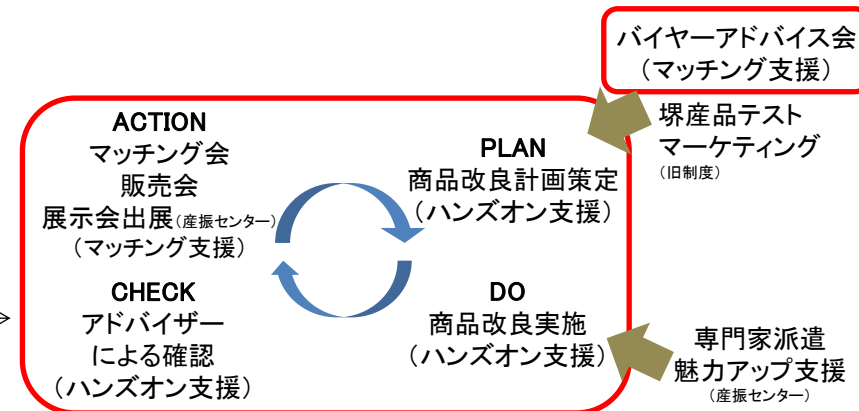 バイヤーアドバイス会
（マッチング支援）
堺産品テスト
マーケティング
（旧制度）
ACTION
マッチング会
販売会
展示会出展（産振センター）
（マッチング支援）
PLAN
商品改良計画策定
（ハンズオン支援）
CHECK
アドバイザー
による確認
（ハンズオン支援）
DO
商品改良実施
（ハンズオン支援）
専門家派遣
魅力アップ支援
（産振センター）